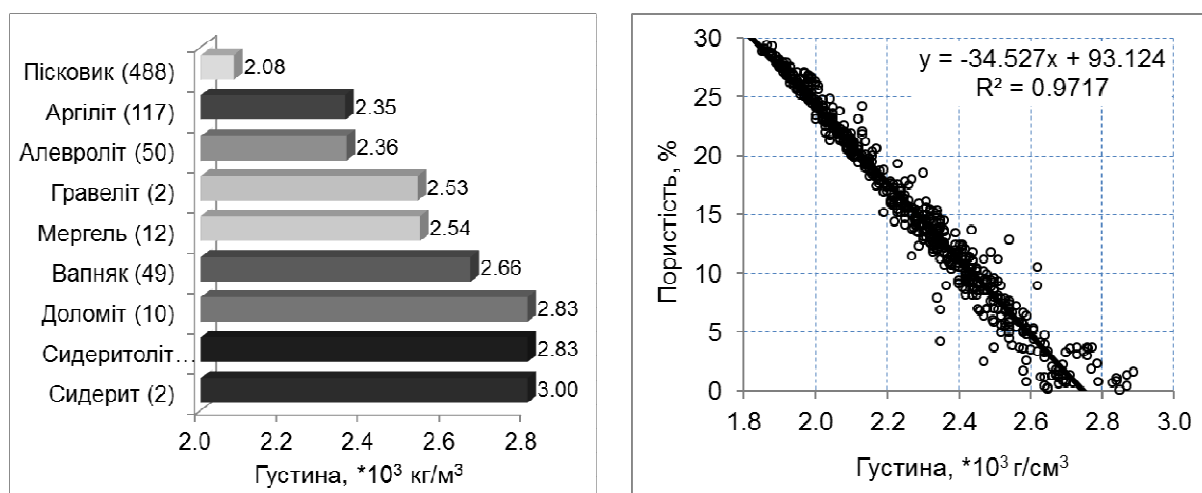 Пісковик (488)
2.08
Аргіліт (117)
2.35
Алевроліт (50)
2.36
Гравеліт (2)
2.53
Мергель (12)
2.54
Вапняк (49)
2.66
Доломіт (10)
2.83
Сидеритоліт ...
2.83
Сидерит (2)
3.00
2.0 2.2 2.4 2.6 2.8
Густина, *10³ кг/м³
30
25
20
15
10
5
0
Пористість, %
y = -34.527x + 93.124
R² = 0.9717
1.8 2.0 2.2 2.4 2.6 2.8 3.0
Густина, *10³ г/см³